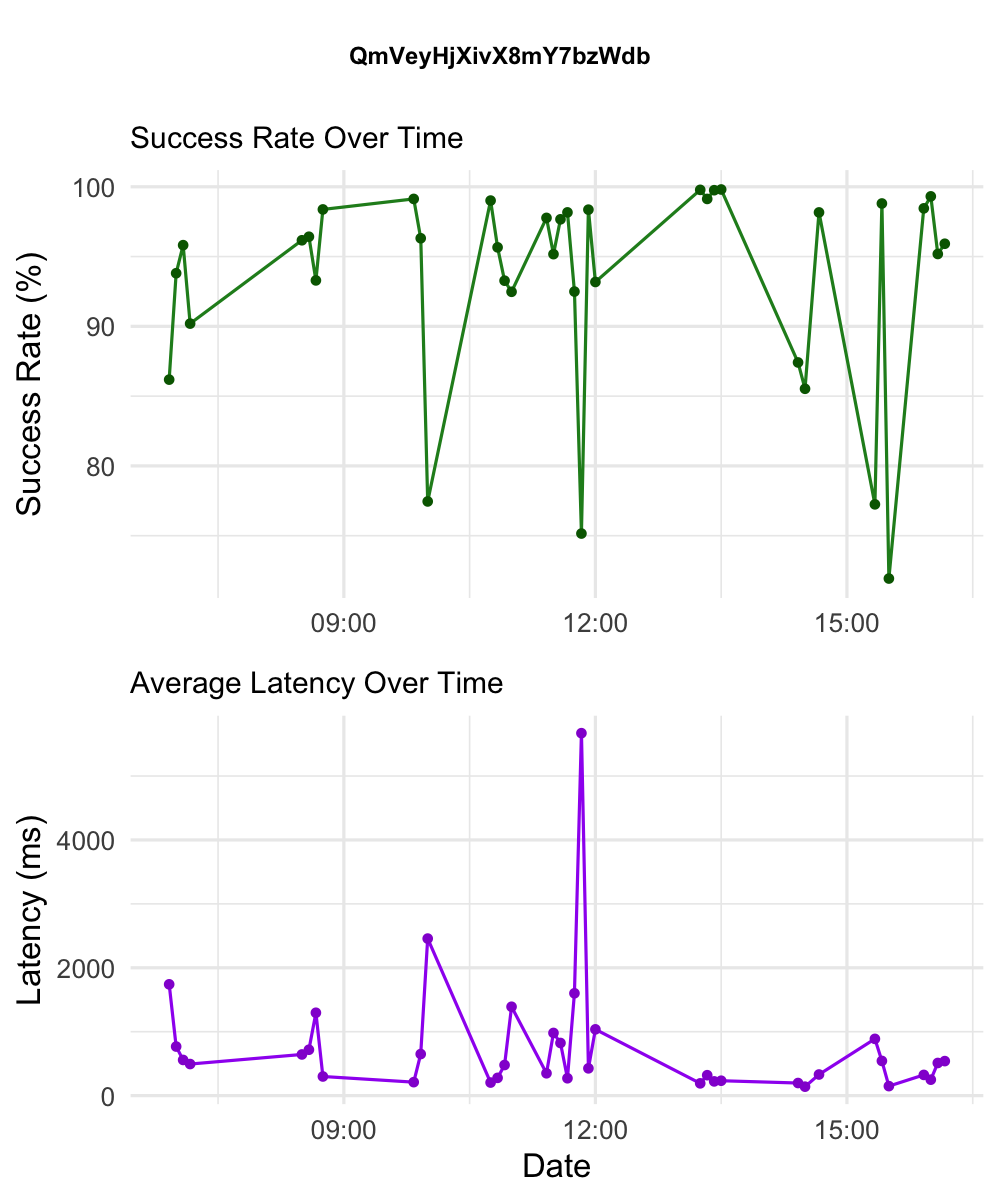 QmVeyHjXivX8mY7bzWdb
Success Rate Over Time
Success Rate (%)
100
90
80
09:00 12:00 15:00
Average Latency Over Time
Latency (ms)
4000
2000
0
09:00 12:00 15:00
Date